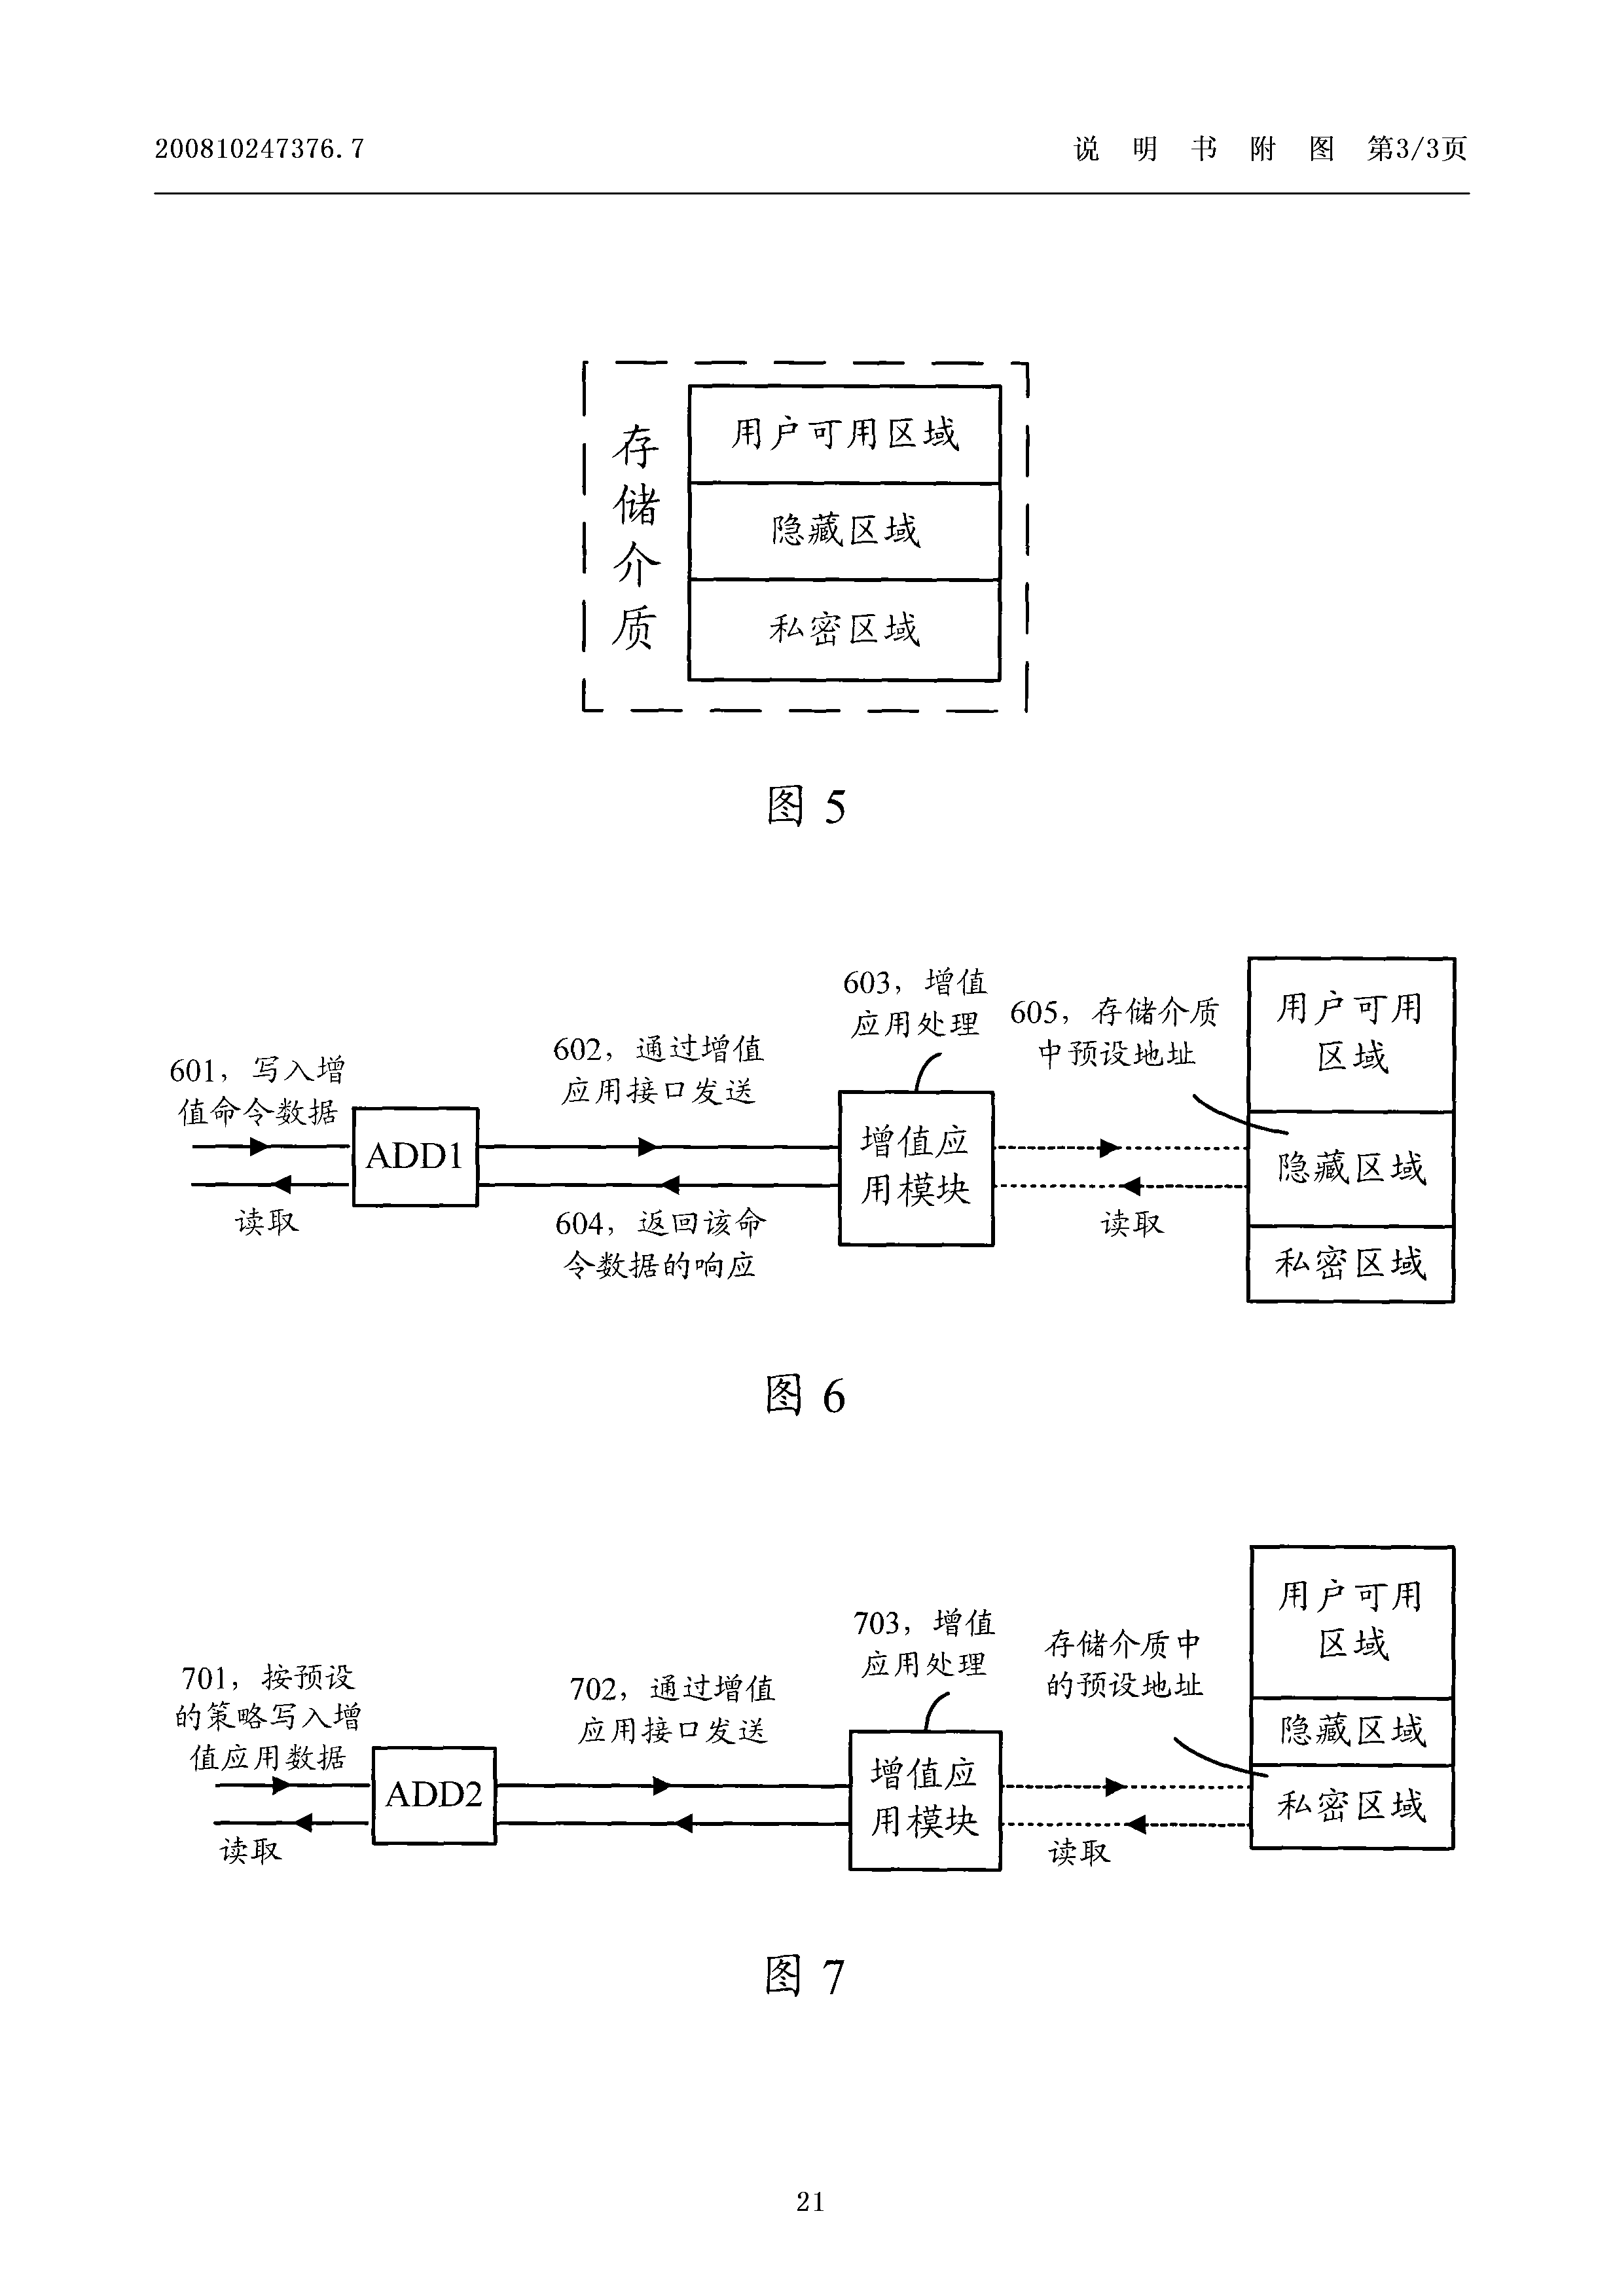 200810247376.7 说 明 书 附 图 第3/3页
存储介质
用户可用区域
隐藏区域
私密区域
图 5
601，写入增
值命令数据
ADD1
读取
602，通过增值
应用接口发送
604，返回该命
令数据的响应
603，增值
应用处理
增值应
用模块
605，存储介质
中预设地址
读取
用户可用
区域
隐藏区域
私密区域
图 6
701，按预设
的策略写入增
值应用数据
ADD2
读取
702，通过增值
应用接口发送
703，增值
应用处理
增值应
用模块
存储介质中
的预设地址
读取
用户可用
区域
隐藏区域
私密区域
图 7
21